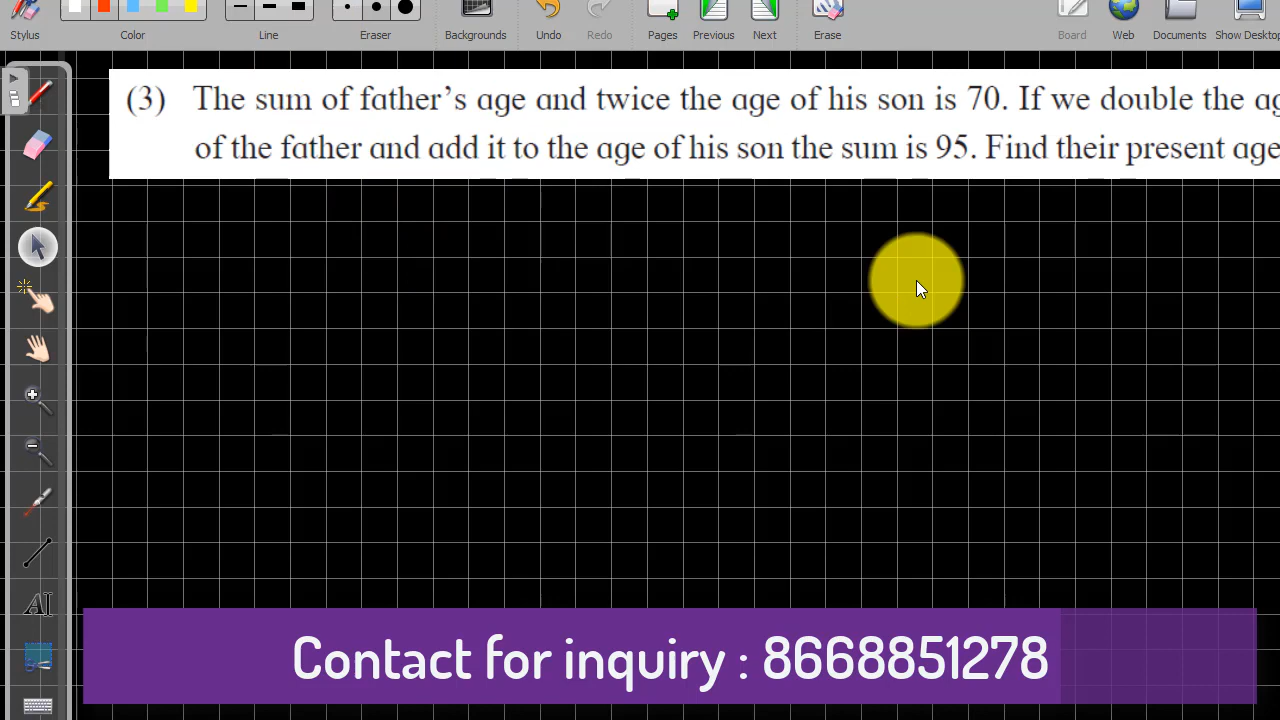 Stylus Color Line Eraser Backgrounds Undo Redo Pages Previous Next Erase Board Web Documents Show Desktop
(3) The sum of father's age and twice the age of his son is 70. If we double the ag
of the father and add it to the age of his son the sum is 95. Find their present age
AI
Contact for inquiry : 8668851278